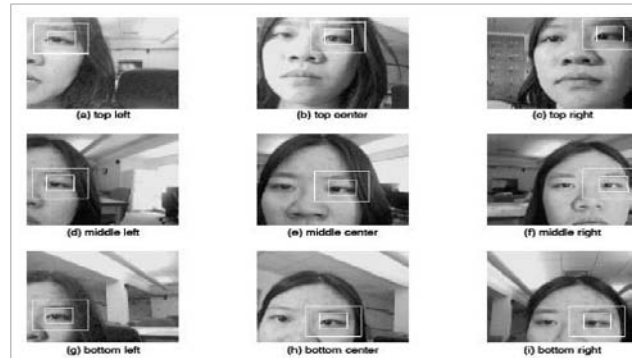 (a) top left
(b) top center
(c) top right
(d) middle left
(e) middle center
(f) middle right
(g) bottom left
(h) bottom center
(i) bottom right